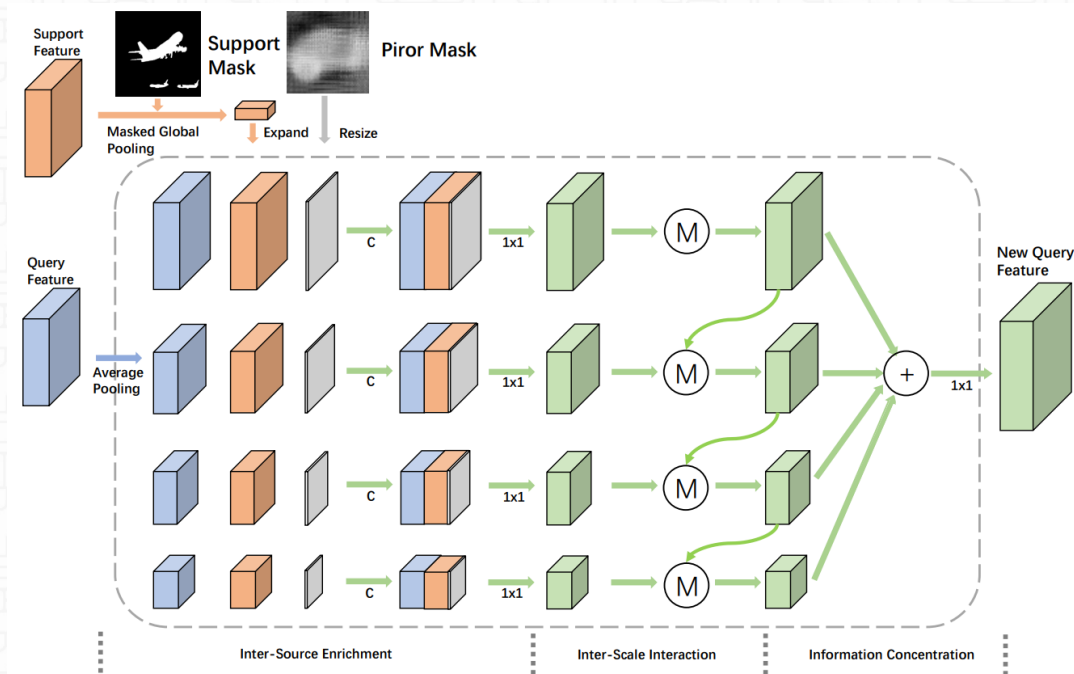 Support
Feature
Support
Mask
Piror Mask
Masked Global
Pooling
Expand
Resize
Query
Feature
Average
Pooling
C
1x1
M
C
1x1
M
C
1x1
M
C
1x1
M
+
1x1
New Query
Feature
Inter-Source Enrichment
Inter-Scale Interaction
Information Concentration